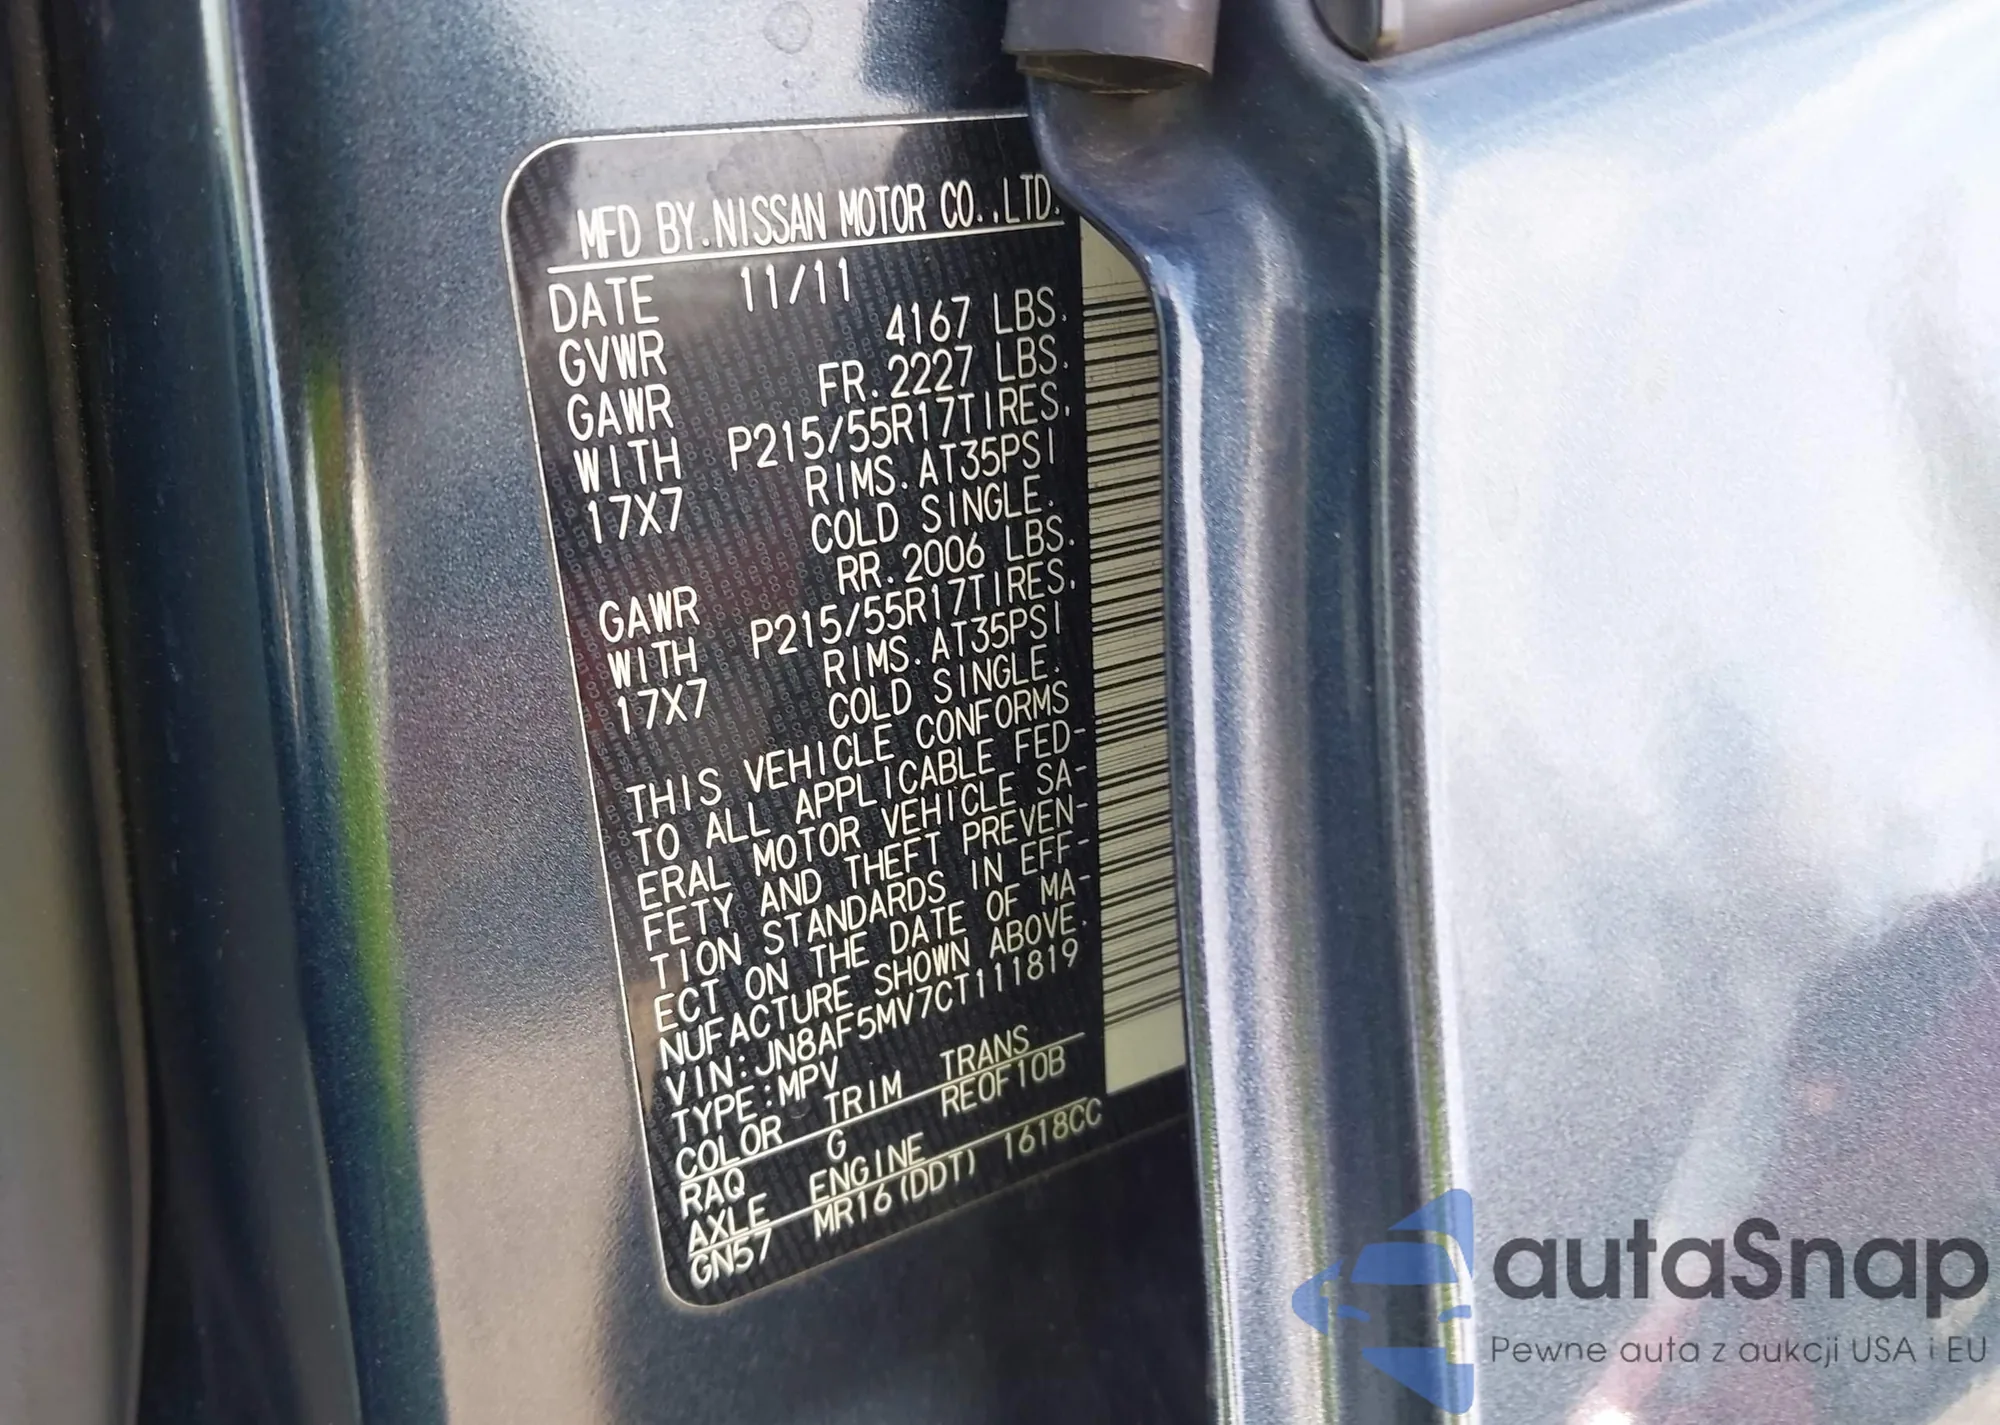 MFD BY.NISSAN MOTOR CO.,LTD.
DATE 11/11
GVWR 4167 LBS.
GAWR FR.2227 LBS.
WITH P215/55R17TIRES,
17X7 RIMS.AT35PSI
COLD SINGLE.
GAWR RR.2006 LBS.
WITH P215/55R17TIRES,
17X7 RIMS.AT35PSI
COLD SINGLE.
THIS VEHICLE CONFORMS
TO ALL APPLICABLE FED-
ERAL MOTOR VEHICLE SA-
FETY AND THEFT PREVEN-
TION STANDARDS IN EFF-
ECT ON THE DATE OF MA-
NUFACTURE SHOWN ABOVE.
VIN:JN8AF5MV7CT111819
TYPE:MPV
COLOR TRIM TRANS
RAQ G RE0F10B
AXLE ENGINE
GN57 MR16(DDT) 1618CC
autaSnap
Pewne auta z aukcji USA i EU